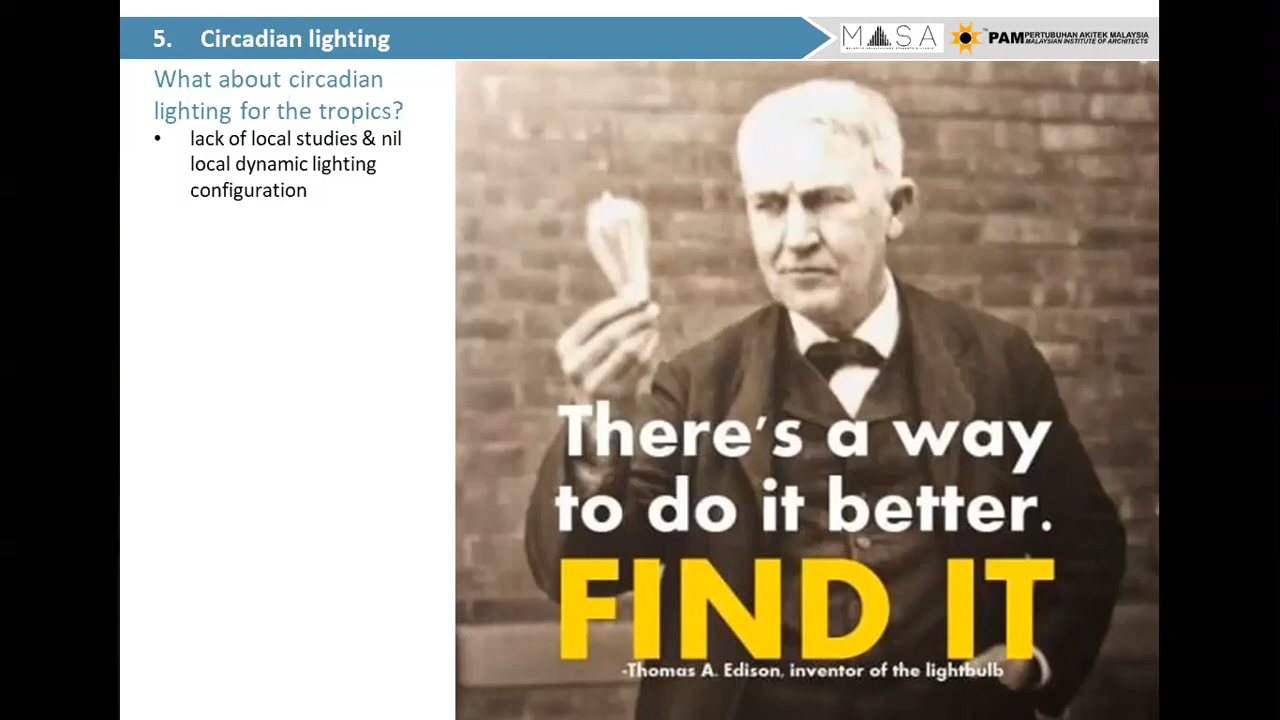 5. Circadian lighting
MASA
PAM PERTUBUHAN AKITEK MALAYSIA
MALAYSIAN INSTITUTE OF ARCHITECTS
What about circadian
lighting for the tropics?
• lack of local studies & nil
local dynamic lighting
configuration
There's a way
to do it better.
FIND IT
-Thomas A. Edison, inventor of the lightbulb